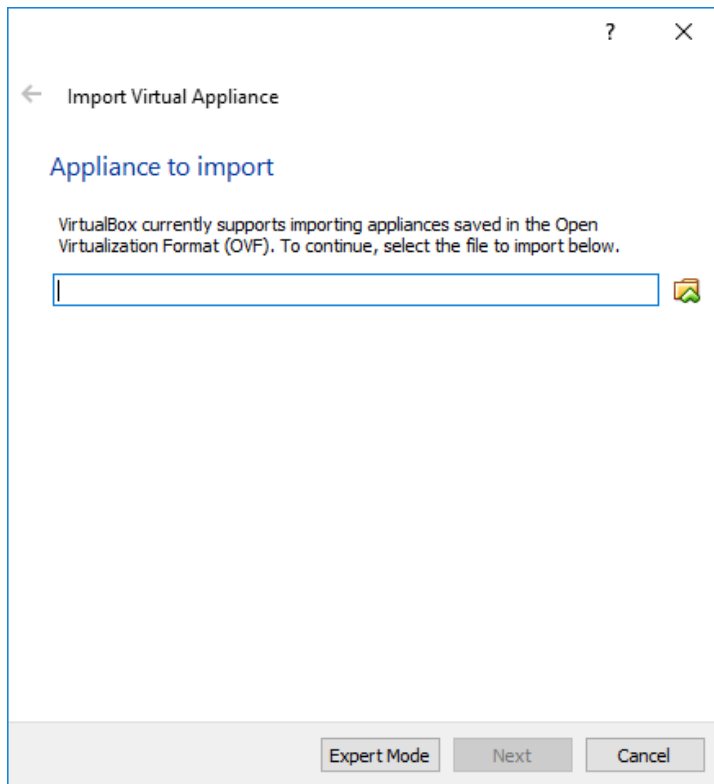 ?
Import Virtual Appliance
Appliance to import
VirtualBox currently supports importing appliances saved in the Open
Virtualization Format (OVF). To continue, select the file to import below.
Expert Mode Next Cancel